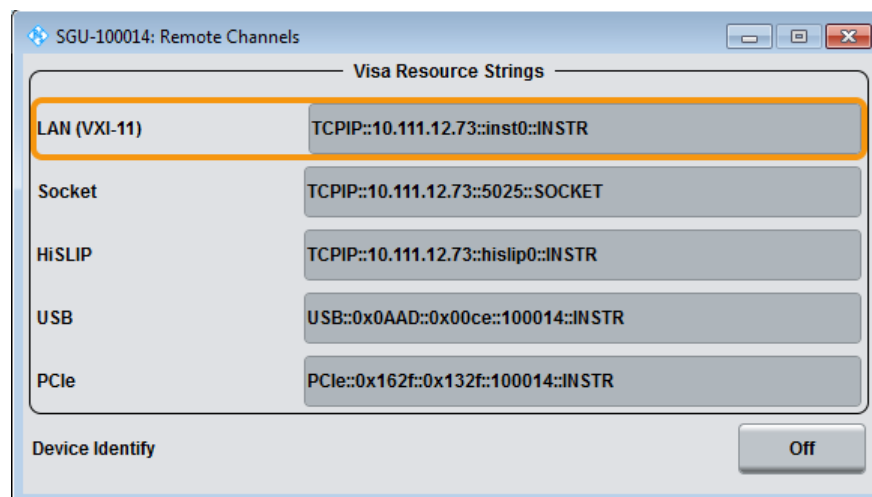 SGU-100014: Remote Channels
Visa Resource Strings
LAN (VXI-11) TCPIP::10.111.12.73::inst0::INSTR
Socket TCPIP::10.111.12.73::5025::SOCKET
HiSLIP TCPIP::10.111.12.73::hislip0::INSTR
USB USB::0x0AAD::0x00ce::100014::INSTR
PCIe PCIe::0x162f::0x132f::100014::INSTR
Device Identify Off